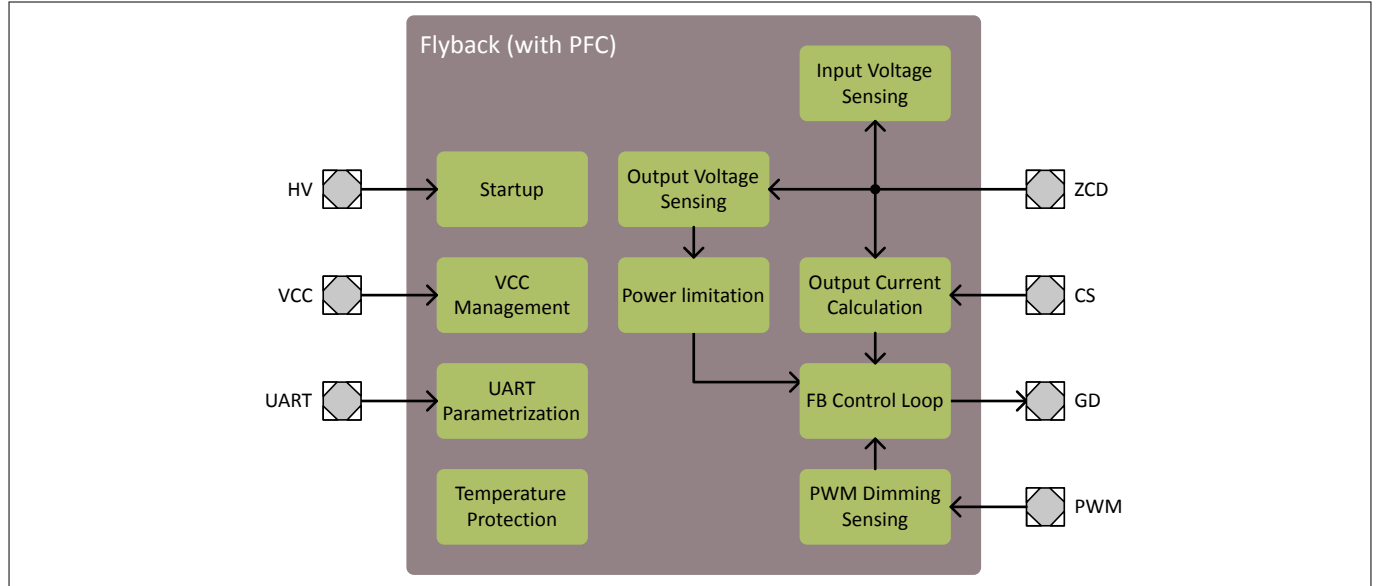 Flyback (with PFC)
Input Voltage
Sensing
HV
Startup
Output Voltage
Sensing
ZCD
VCC
VCC
Management
Power limitation
Output Current
Calculation
CS
UART
UART
Parametrization
FB Control Loop
GD
Temperature
Protection
PWM Dimming
Sensing
PWM